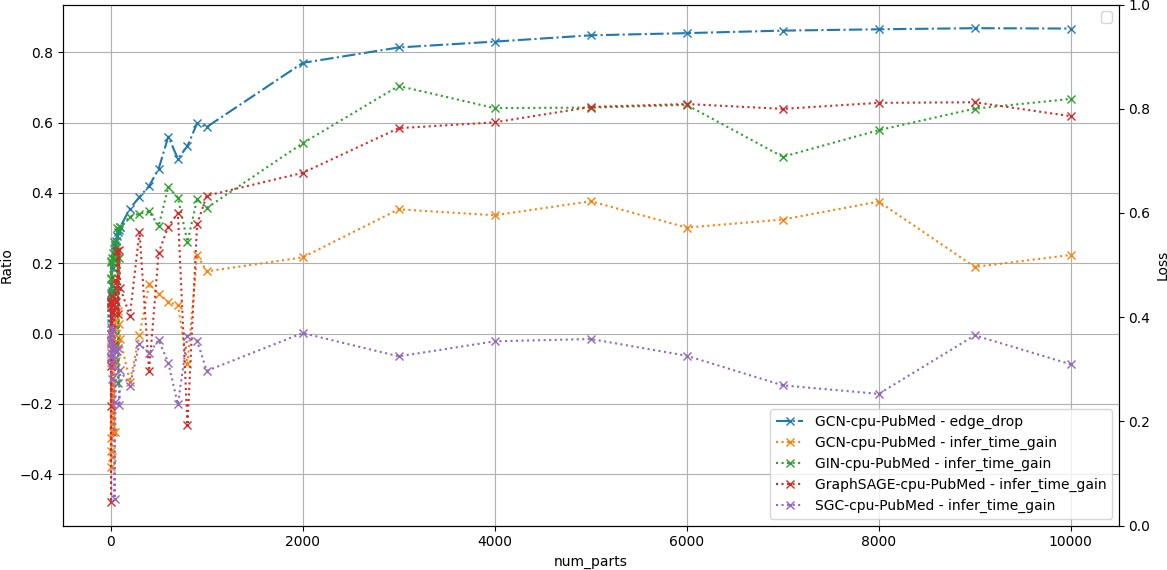 0.8
0.6
0.4
0.2
0.0
−0.2
−0.4
Ratio
0
2000
4000
6000
8000
10000
num_parts
1.0
0.8
0.6
0.4
0.2
0.0
Loss
GCN-cpu-PubMed - edge_drop
GCN-cpu-PubMed - infer_time_gain
GIN-cpu-PubMed - infer_time_gain
GraphSAGE-cpu-PubMed - infer_time_gain
SGC-cpu-PubMed - infer_time_gain